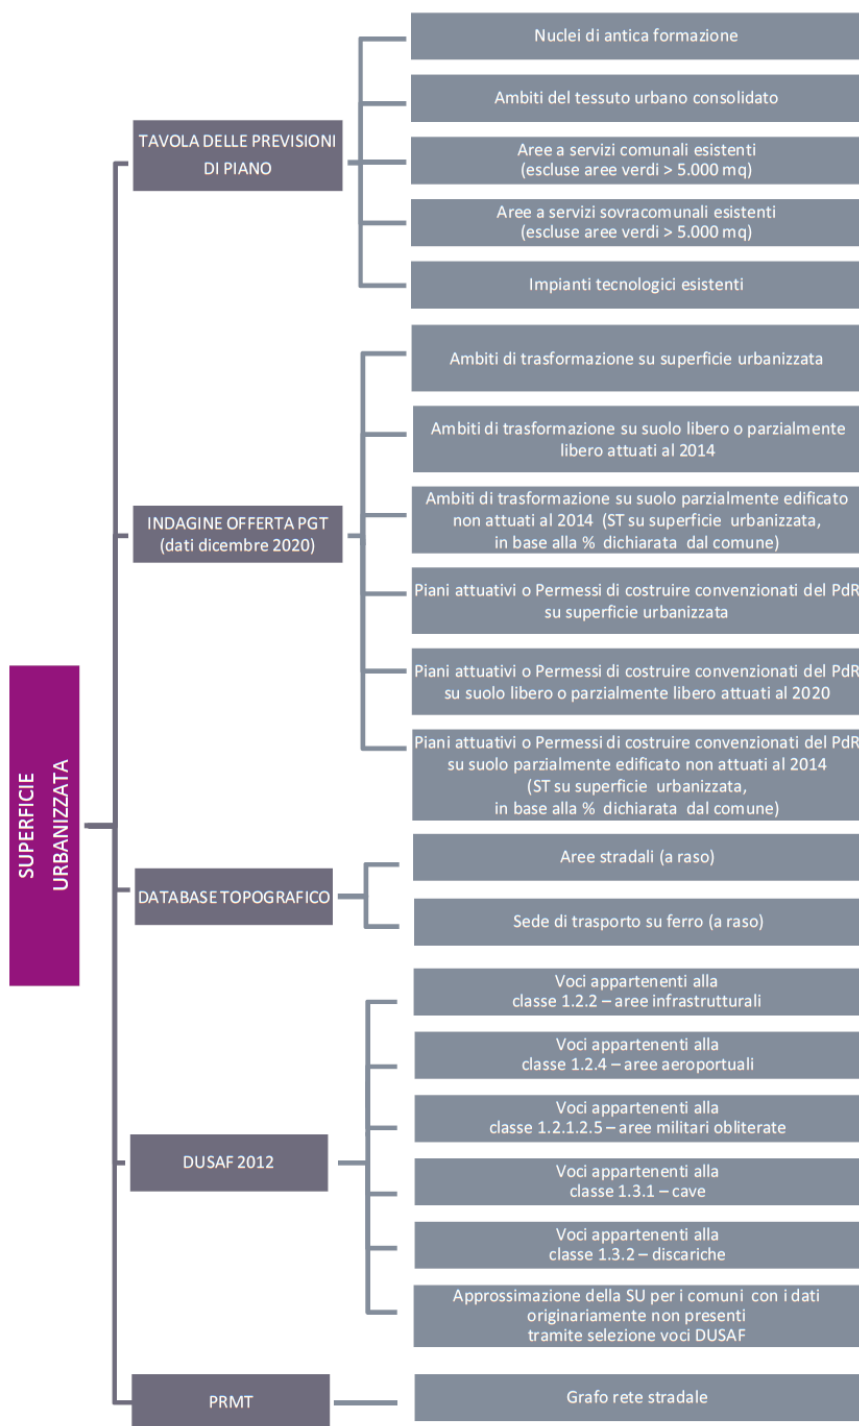 SUPERFICIE
URBANIZZATA
TAVOLA DELLE PREVISIONI
DI PIANO
Nuclei di antica formazione
Ambiti del tessuto urbano consolidato
Aree a servizi comunali esistenti
(escluse aree verdi > 5.000 mq)
Aree a servizi sovracomunali esistenti
(escluse aree verdi > 5.000 mq)
Impianti tecnologici esistenti
INDAGINE OFFERTA PGT
(dati dicembre 2020)
Ambiti di trasformazione su superficie urbanizzata
Ambiti di trasformazione su suolo libero o parzialmente
libero attuati al 2014
Ambiti di trasformazione su suolo parzialmente edificato
non attuati al 2014 (ST su superficie urbanizzata,
in base alla % dichiarata dal comune)
Piani attuativi o Permessi di costruire convenzionati del PdR
su superficie urbanizzata
Piani attuativi o Permessi di costruire convenzionati del PdR
su suolo libero o parzialmente libero attuati al 2020
Piani attuativi o Permessi di costruire convenzionati del PdR
su suolo parzialmente edificato non attuati al 2014
(ST su superficie urbanizzata,
in base alla % dichiarata dal comune)
DATABASE TOPOGRAFICO
Aree stradali (a raso)
Sede di trasporto su ferro (a raso)
DUSAF 2012
Voci appartenenti alla
classe 1.2.2 – aree infrastrutturali
Voci appartenenti alla
classe 1.2.4 – aree aeroportuali
Voci appartenenti alla
classe 1.2.1.2.5 – aree militari obliterate
Voci appartenenti alla
classe 1.3.1 – cave
Voci appartenenti alla
classe 1.3.2 – discariche
Approssimazione della SU per i comuni con i dati
originariamente non presenti
tramite selezione voci DUSAF
PRMT
Grafo rete stradale